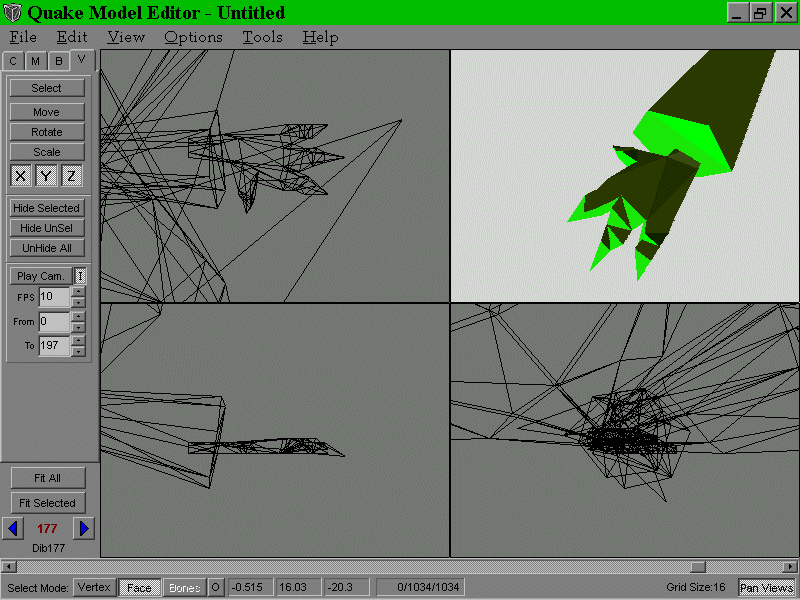 Quake Model Editor - Untitled
File Edit View Options Tools Help
C M B V
Select
Move
Rotate
Scale
X Y Z
Hide Selected
Hide UnSel
UnHide All
Play Cam. I
FPS 10
From 0
To 197
Fit All
Fit Selected
177
Dib177
Select Mode: Vertex Face Bones O -0.515 16.03 -20.3 0/1034/1034 Grid Size:16 Pan Views